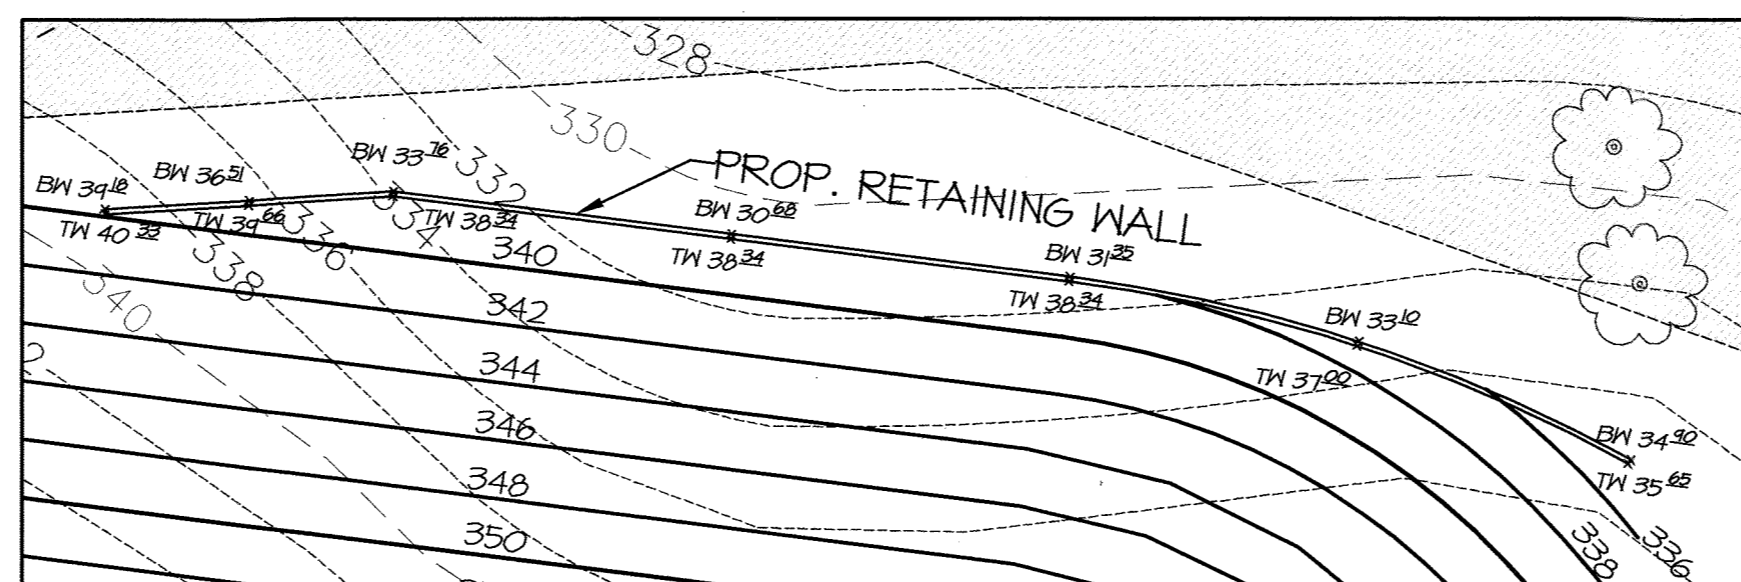 328
330
332
BW 33 76
BW 36 51
BW 39 18
PROP. RETAINING WALL
TW 40 33
TW 39 66
336
334
TW 38 34
BW 30 68
TW 38 34
BW 31 35
TW 38 34
338
340
340
342
BW 33 10
TW 37 00
344
346
BW 34 90
TW 35 65
348
350
338
336